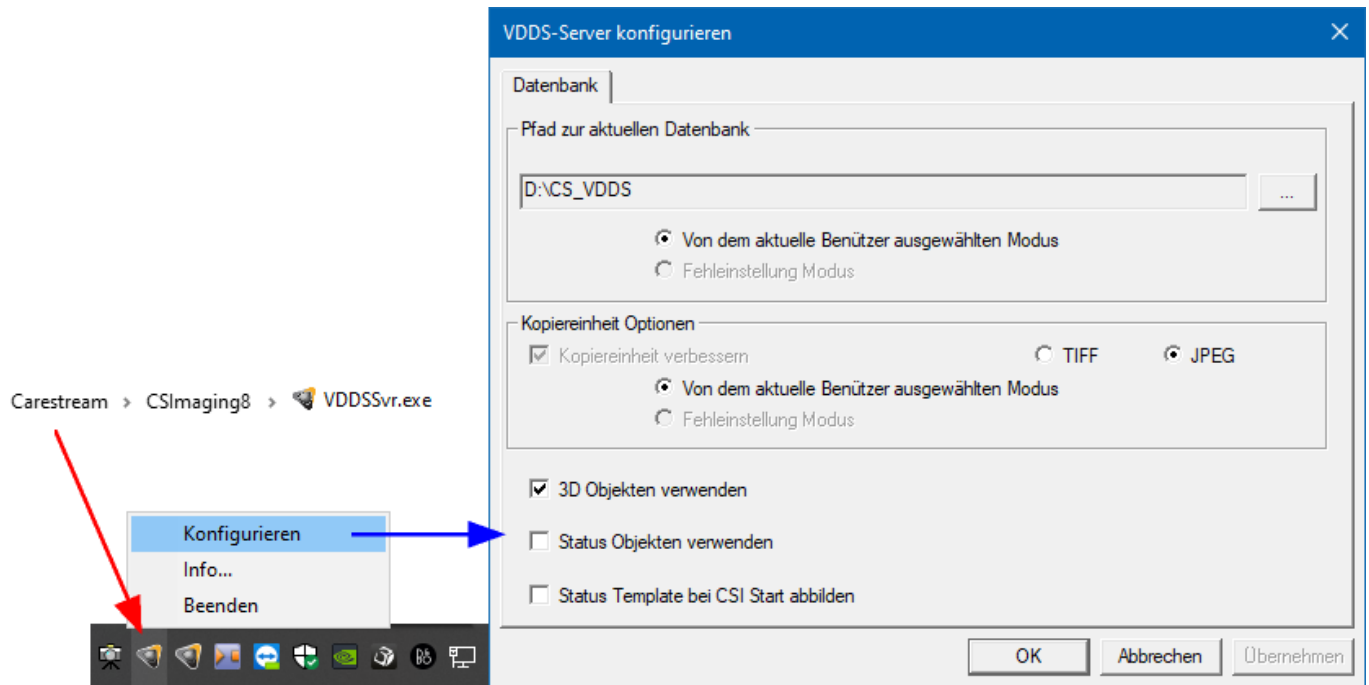 VDDS-Server konfigurieren
Datenbank
Pfad zur aktuellen Datenbank
D:\CS_VDDS
...
Von dem aktuelle Benützer ausgewählten Modus
Fehleinstellung Modus
Kopiereinheit Optionen
Kopiereinheit verbessern
TIFF
JPEG
Von dem aktuelle Benützer ausgewählten Modus
Fehleinstellung Modus
3D Objekten verwenden
Status Objekten verwenden
Status Template bei CSI Start abbilden
OK
Abbrechen
Übernehmen
Carestream > CSImaging8 > VDDSSvr.exe
Konfigurieren
Info...
Beenden